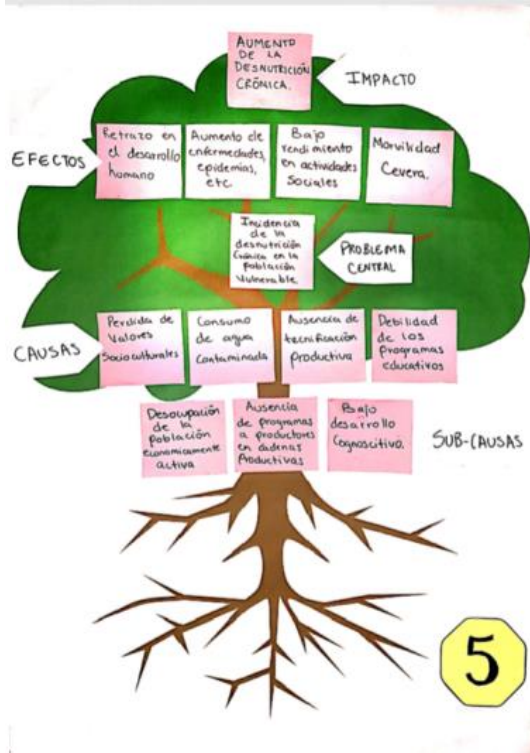 AUMENTO
DE LA
DESNUTRICIÓN
CRÓNICA.
IMPACTO
EFECTOS
Retrazo en
el desarollo
humano
Aumento de
enfermedades,
epidemias,
etc.
Bajo
rendimiento
en actividades
Sociales
Morvilidad
Cevera.
Incidencia
de la
desnutrición
Crónica en la
población
Vulnerable
PROBLEMA
CENTRAL
CAUSAS
Perdida de
Valores
Socioculturales
Consumo
de agua
Contaminada
Ausencia de
tecnificación
productiva
Debilidad
de los
programas
educativos
Desocupación
de la
Población
economicamente
activa
Ausencia
de programas
a productores
en cadenas
Productivas
Bajo
desarrollo
Cognoscitivo.
SUB-CAUSAS
5